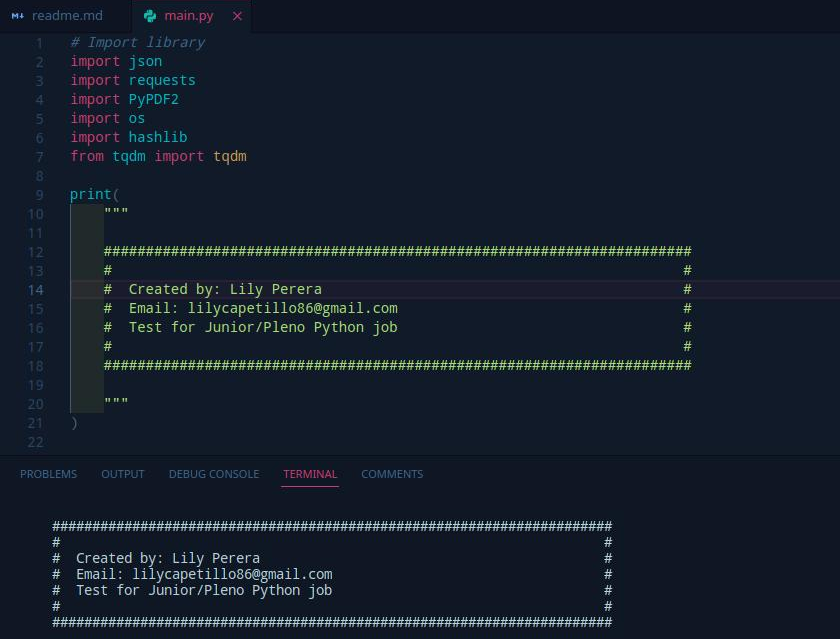 readme.md main.py
1 # Import library
2 import json
3 import requests
4 import PyPDF2
5 import os
6 import hashlib
7 from tqdm import tqdm
8
9 print(
10 """
11
12 ######################################################################
13 # #
14 # Created by: Lily Perera #
15 # Email: lilycapetillo86@gmail.com #
16 # Test for Junior/Pleno Python job #
17 # #
18 ######################################################################
19
20 """
21 )
22
PROBLEMS OUTPUT DEBUG CONSOLE TERMINAL COMMENTS
######################################################################
# #
# Created by: Lily Perera #
# Email: lilycapetillo86@gmail.com #
# Test for Junior/Pleno Python job #
# #
######################################################################